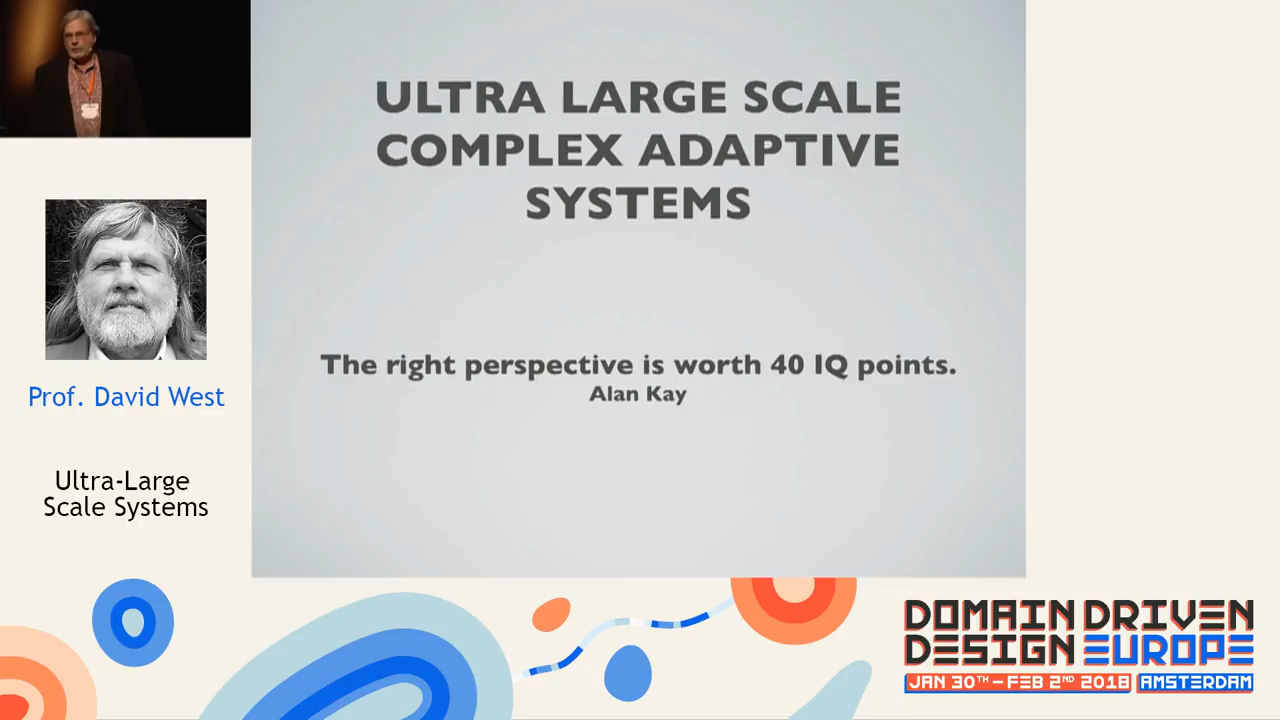 ULTRA LARGE SCALE
COMPLEX ADAPTIVE
SYSTEMS
The right perspective is worth 40 IQ points.
Alan Kay
Prof. David West
Ultra-Large
Scale Systems
DOMAIN DRIVEN
DESIGN EUROPE
JAN 30TH - FEB 2ND 2018 AMSTERDAM